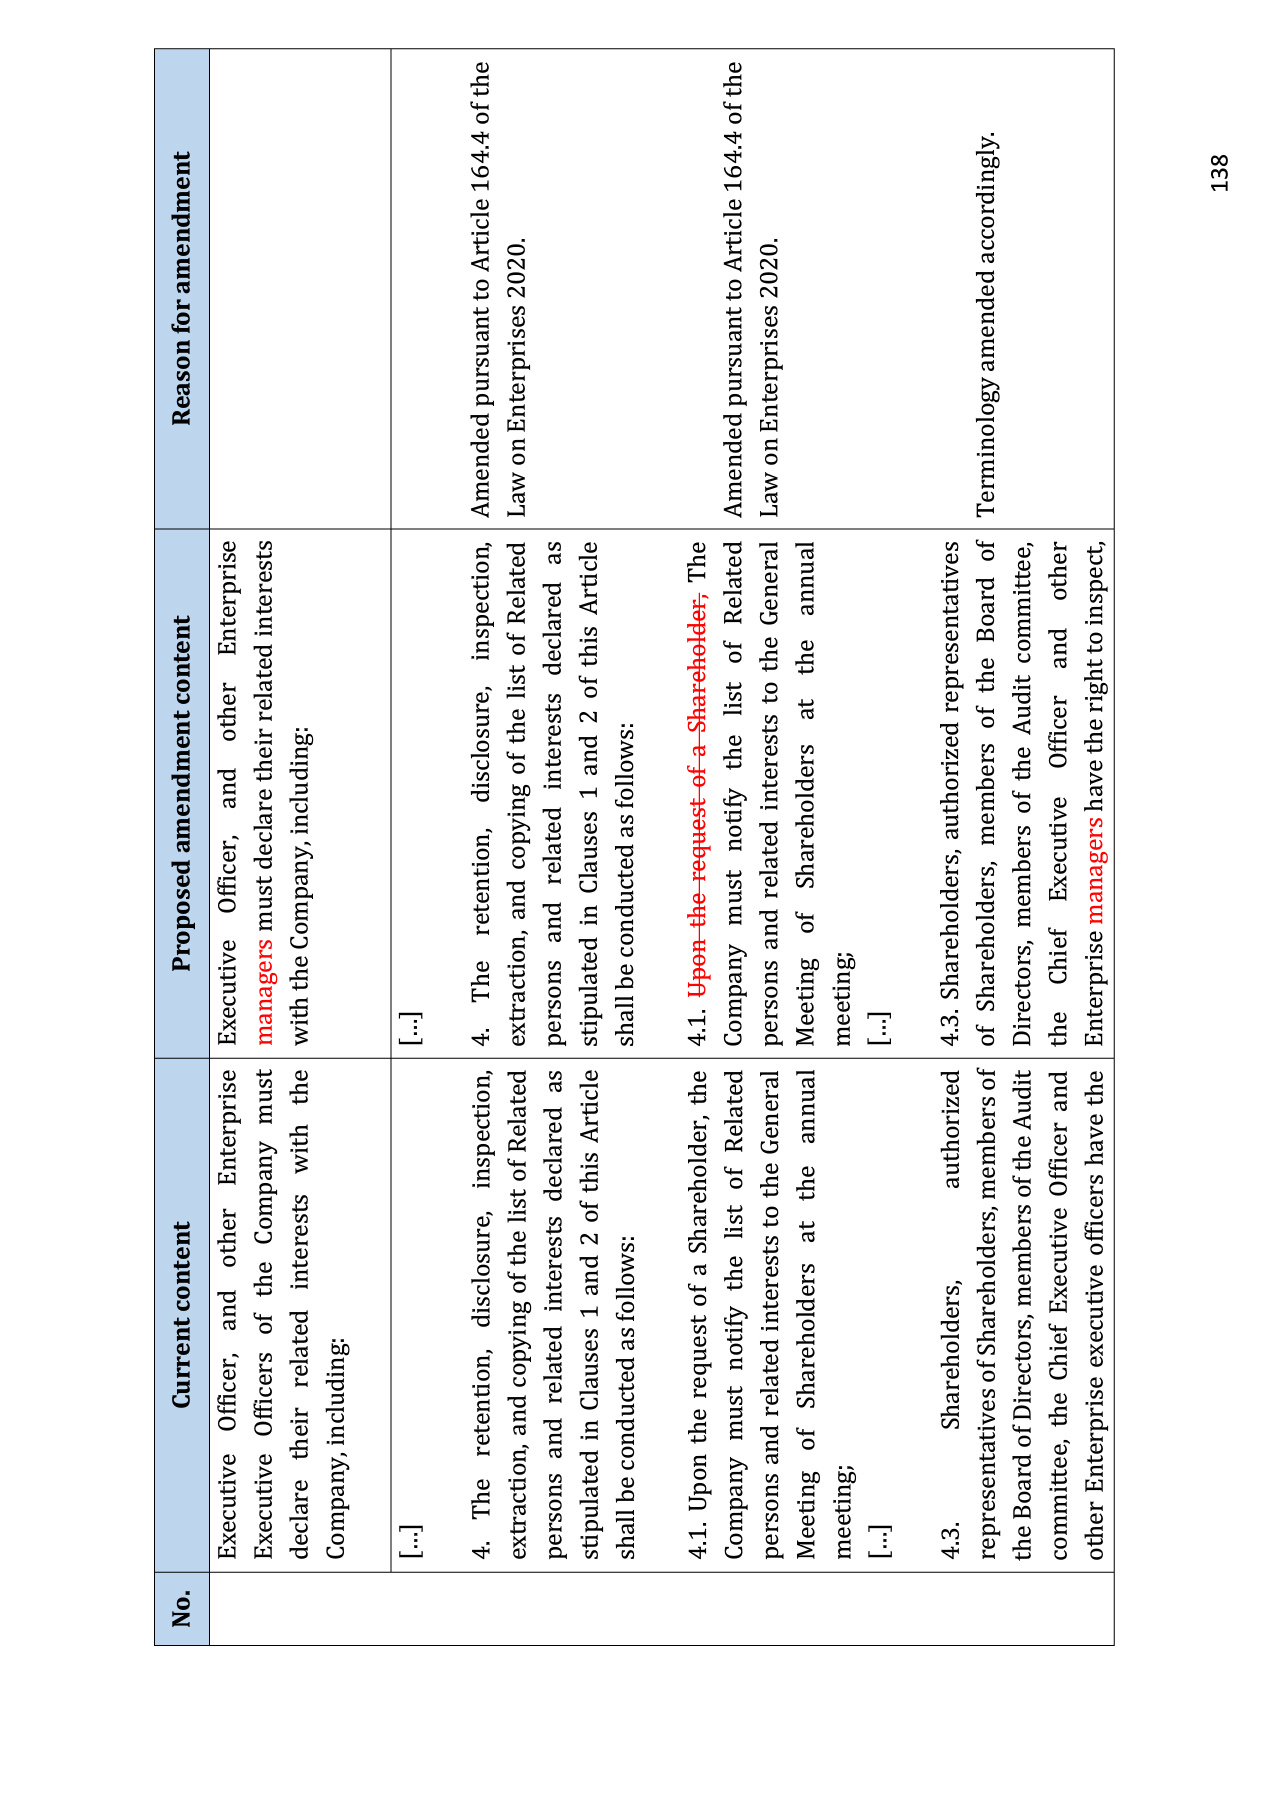 No.
Current content
Proposed amendment content
Reason for amendment
Executive Officer, and other Enterprise
Executive Officers of the Company must
declare their related interests with the
Company, including:
Executive Officer, and other Enterprise
managers must declare their related interests
with the Company, including:
[...]
4. The retention, disclosure, inspection,
extraction, and copying of the list of Related
persons and related interests declared as
stipulated in Clauses 1 and 2 of this Article
shall be conducted as follows:
4.1. Upon the request of a Shareholder, the
Company must notify the list of Related
persons and related interests to the General
Meeting of Shareholders at the annual
meeting;
[...]
4.3. Shareholders, authorized
representatives of Shareholders, members of
the Board of Directors, members of the Audit
committee, the Chief Executive Officer and
other Enterprise executive officers have the
[...]
4. The retention, disclosure, inspection,
extraction, and copying of the list of Related
persons and related interests declared as
stipulated in Clauses 1 and 2 of this Article
shall be conducted as follows:
4.1. Upon the request of a Shareholder, The
Company must notify the list of Related
persons and related interests to the General
Meeting of Shareholders at the annual
meeting;
[...]
4.3. Shareholders, authorized representatives
of Shareholders, members of the Board of
Directors, members of the Audit committee,
the Chief Executive Officer and other
Enterprise managers have the right to inspect,
Amended pursuant to Article 164.4 of the
Law on Enterprises 2020.
Amended pursuant to Article 164.4 of the
Law on Enterprises 2020.
Terminology amended accordingly.
138